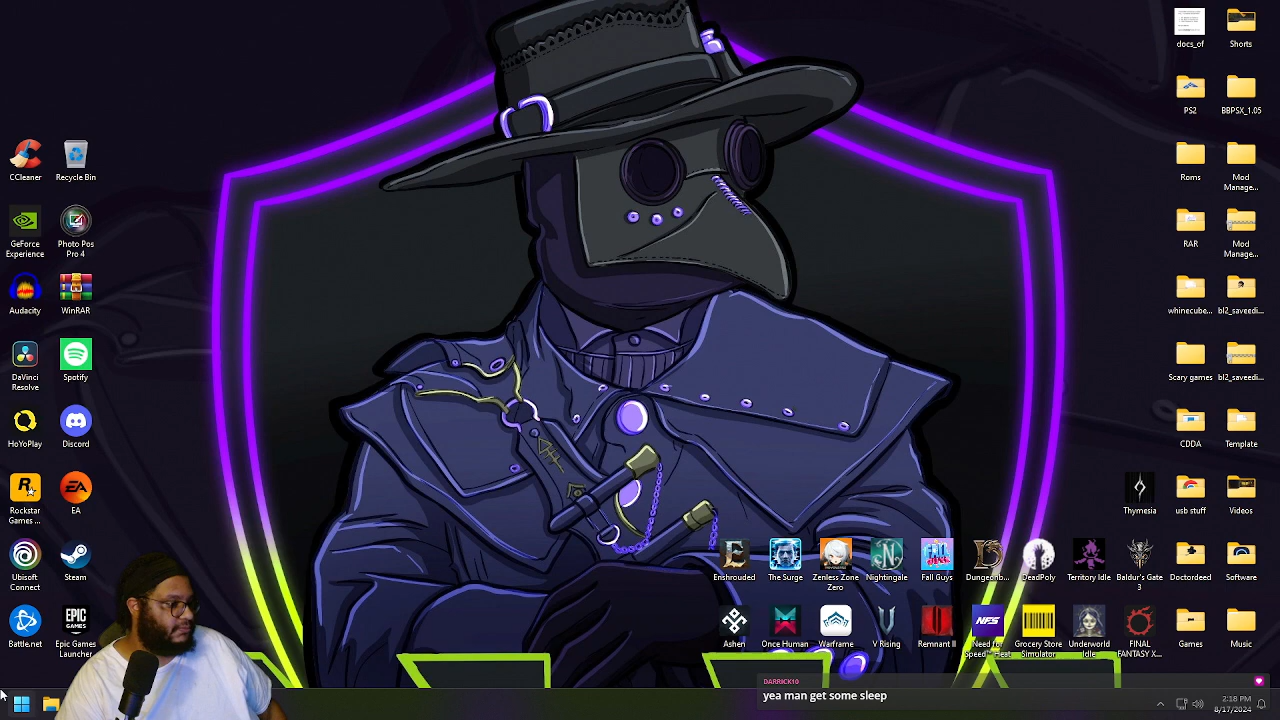 docs_of
Shorts
PS2
BBPSX_1.05
CCleaner
Recycle Bin
Roms
Mod
Manage...
GeForce
Experience
Photo Pos
Pro 4
RAR
Mod
Manage...
Audacity
WinRAR
whinecubo...
bl2_savedi...
DaVinci
Resolve
Spotify
Scary games
bl2_savedi...
HoYoPlay
Discord
CDDA
Template
Rockstar
Games ...
EA
Thymesia
usb stuff
Videos
Ubisoft
Connect
Steam
Enshrouded
The Surge
Zenless Zone
Zero
Nightingale
Fall Guys
Dungeonb...
DeadPoly
Territory Idle
Baldur's Gate
3
Doctordeed
Software
Battle.net
Epic Games
Launcher
Ashen
Once Human
Warframe
V Rising
Remnant II
Need for
Speed™ Heat
Grocery Store
Simulator
Underworld
Idle
FINAL
FANTASY X...
Games
Music
DARRICK10
yea man get some sleep
2:18 PM
8/17/2024